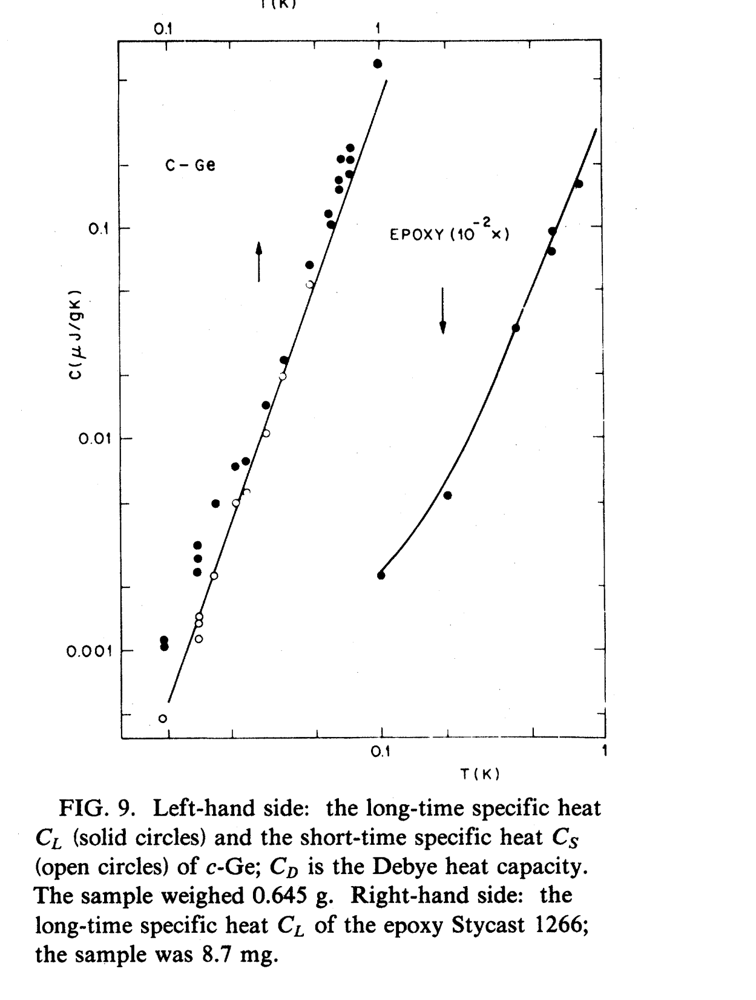 T(K)
0.1 1
C-Ge
0.1
EPOXY (10⁻²x)
C(μJ/gK)
0.01
0.001
0.1 1
T(K)
FIG. 9. Left-hand side: the long-time specific heat
C_L (solid circles) and the short-time specific heat C_S
(open circles) of c-Ge; C_D is the Debye heat capacity.
The sample weighed 0.645 g. Right-hand side: the
long-time specific heat C_L of the epoxy Stycast 1266;
the sample was 8.7 mg.